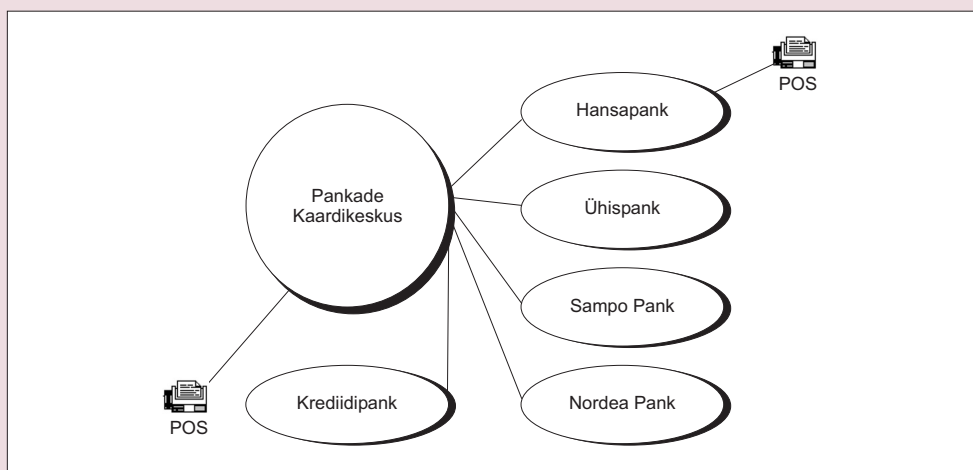 POS
Hansapank
Pankade
Kaardikeskus
Ühispank
Sampo Pank
Krediidipank
Nordea Pank
POS